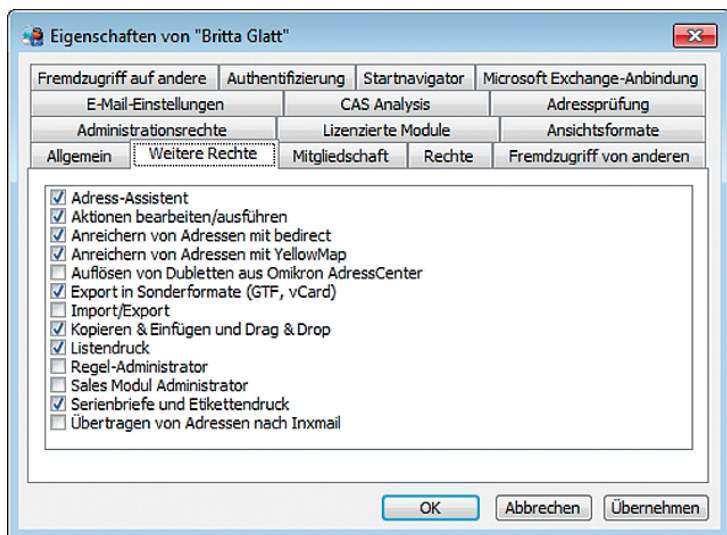 Eigenschaften von "Britta Glatt"
Fremdzugriff auf andere Authentifizierung Startnavigator Microsoft Exchange-Anbindung
E-Mail-Einstellungen CAS Analysis Adressprüfung
Administrationsrechte Lizenzierte Module Ansichtsformate
Allgemein Weitere Rechte Mitgliedschaft Rechte Fremdzugriff von anderen
Adress-Assistent
Aktionen bearbeiten/ausführen
Anreichern von Adressen mit bedirect
Anreichern von Adressen mit YellowMap
Auflösen von Dubletten aus Omikron AdressCenter
Export in Sonderformate (GTF, vCard)
Import/Export
Kopieren & Einfügen und Drag & Drop
Listendruck
Regel-Administrator
Sales Modul Administrator
Serienbriefe und Etikettendruck
Übertragen von Adressen nach Inxmail
OK Abbrechen Übernehmen